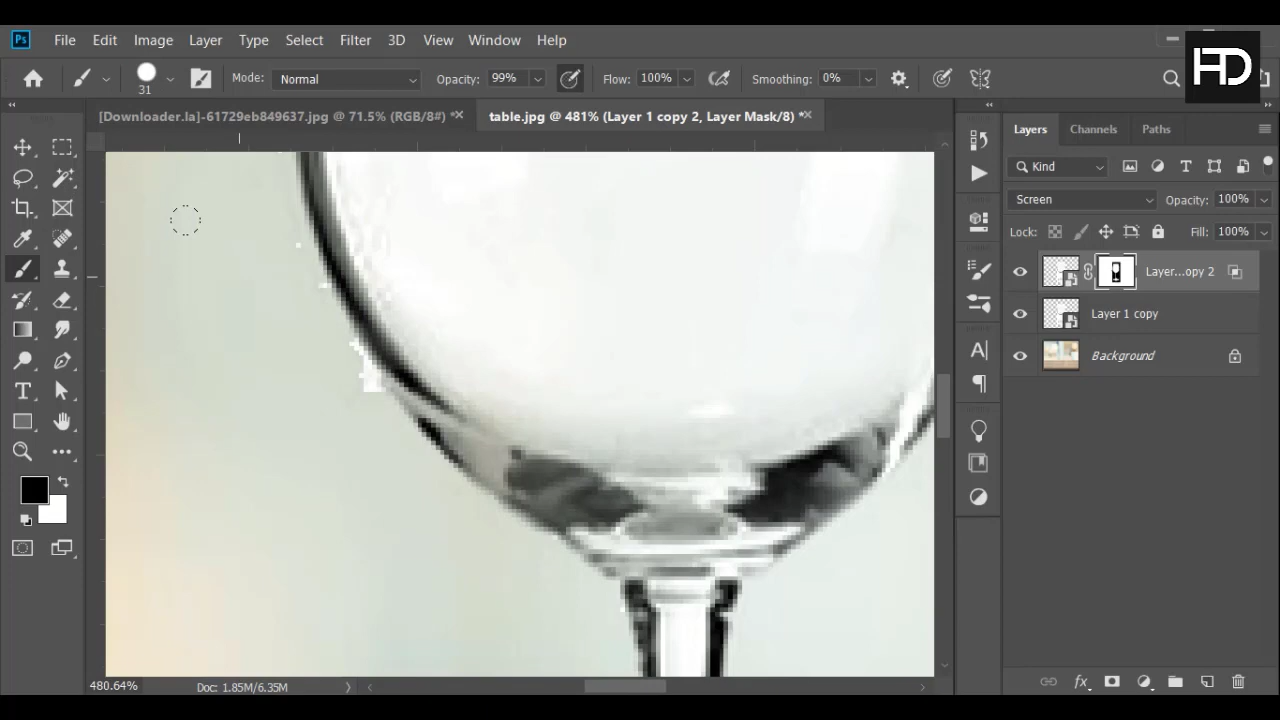 Ps File Edit Image Layer Type Select Filter 3D View Window Help
HD
31 Mode: Normal Opacity: 99% Flow: 100% Smoothing: 0%
[Downloader.la]-61729eb849637.jpg @ 71.5% (RGB/8#) * table.jpg @ 481% (Layer 1 copy 2, Layer Mask/8) *
Layers Channels Paths
Kind
Screen Opacity: 100%
Lock: Fill: 100%
Layer...opy 2
Layer 1 copy
Background
480.64% Doc: 1.85M/6.35M